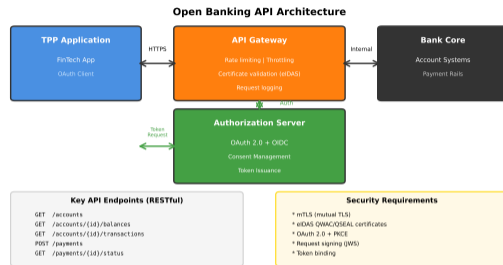 Open Banking API Architecture
TPP Application
FinTech App
OAuth Client
HTTPS
API Gateway
Rate limiting | Throttling
Certificate validation (eIDAS)
Request logging
Internal
Bank Core
Account Systems
Payment Rails
Auth
Token
Request
Authorization Server
OAuth 2.0 + OIDC
Consent Management
Token Issuance
Key API Endpoints (RESTful)
GET /accounts
GET /accounts/{id}/balances
GET /accounts/{id}/transactions
POST /payments
GET /payments/{id}/status
Security Requirements
* mTLS (mutual TLS)
* eIDAS QWAC/QSEAL certificates
* OAuth 2.0 + PKCE
* Request signing (JWS)
* Token binding